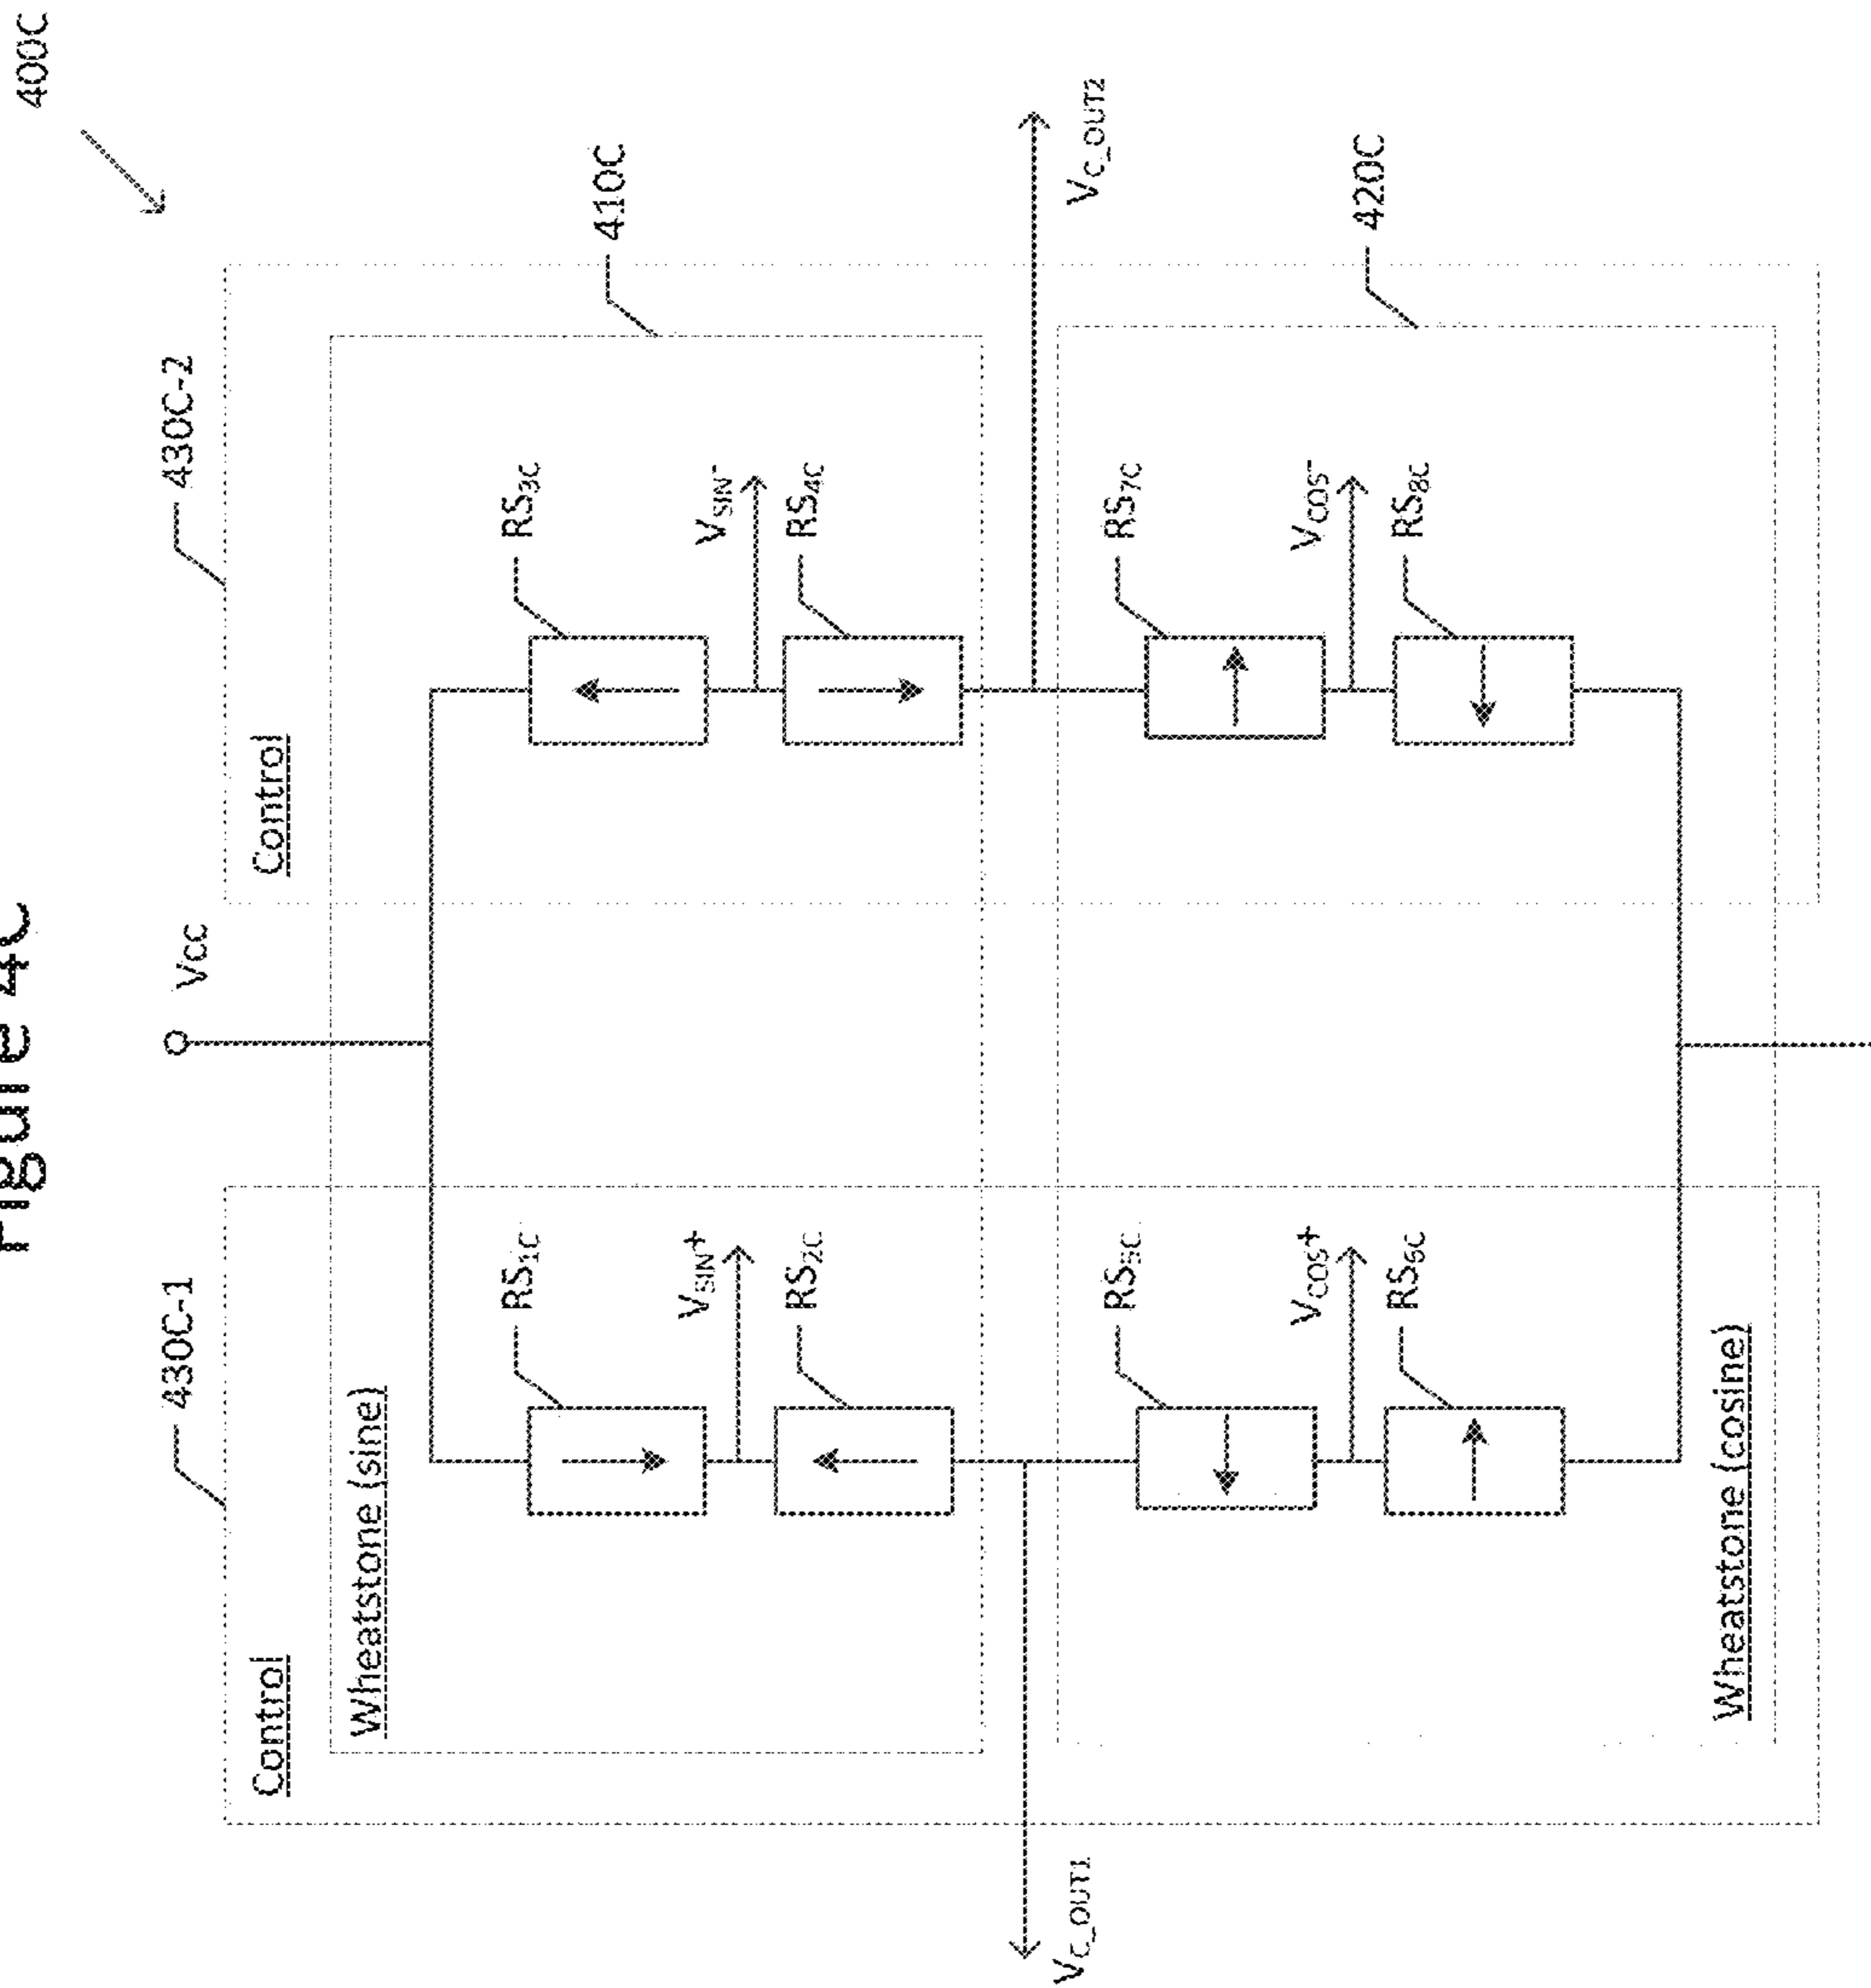 Figure 4C
400C
VCC
430C-1
430C-2
Control
Control
Wheatstone (sine)
410C
RS1C
RS3C
VSIN+
VSIN-
RS2C
RS4C
VC_OUT1
VC_OUT2
420C
RS5C
RS7C
VCOS+
VCOS-
RS6C
RS8C
Wheatstone (cosine)